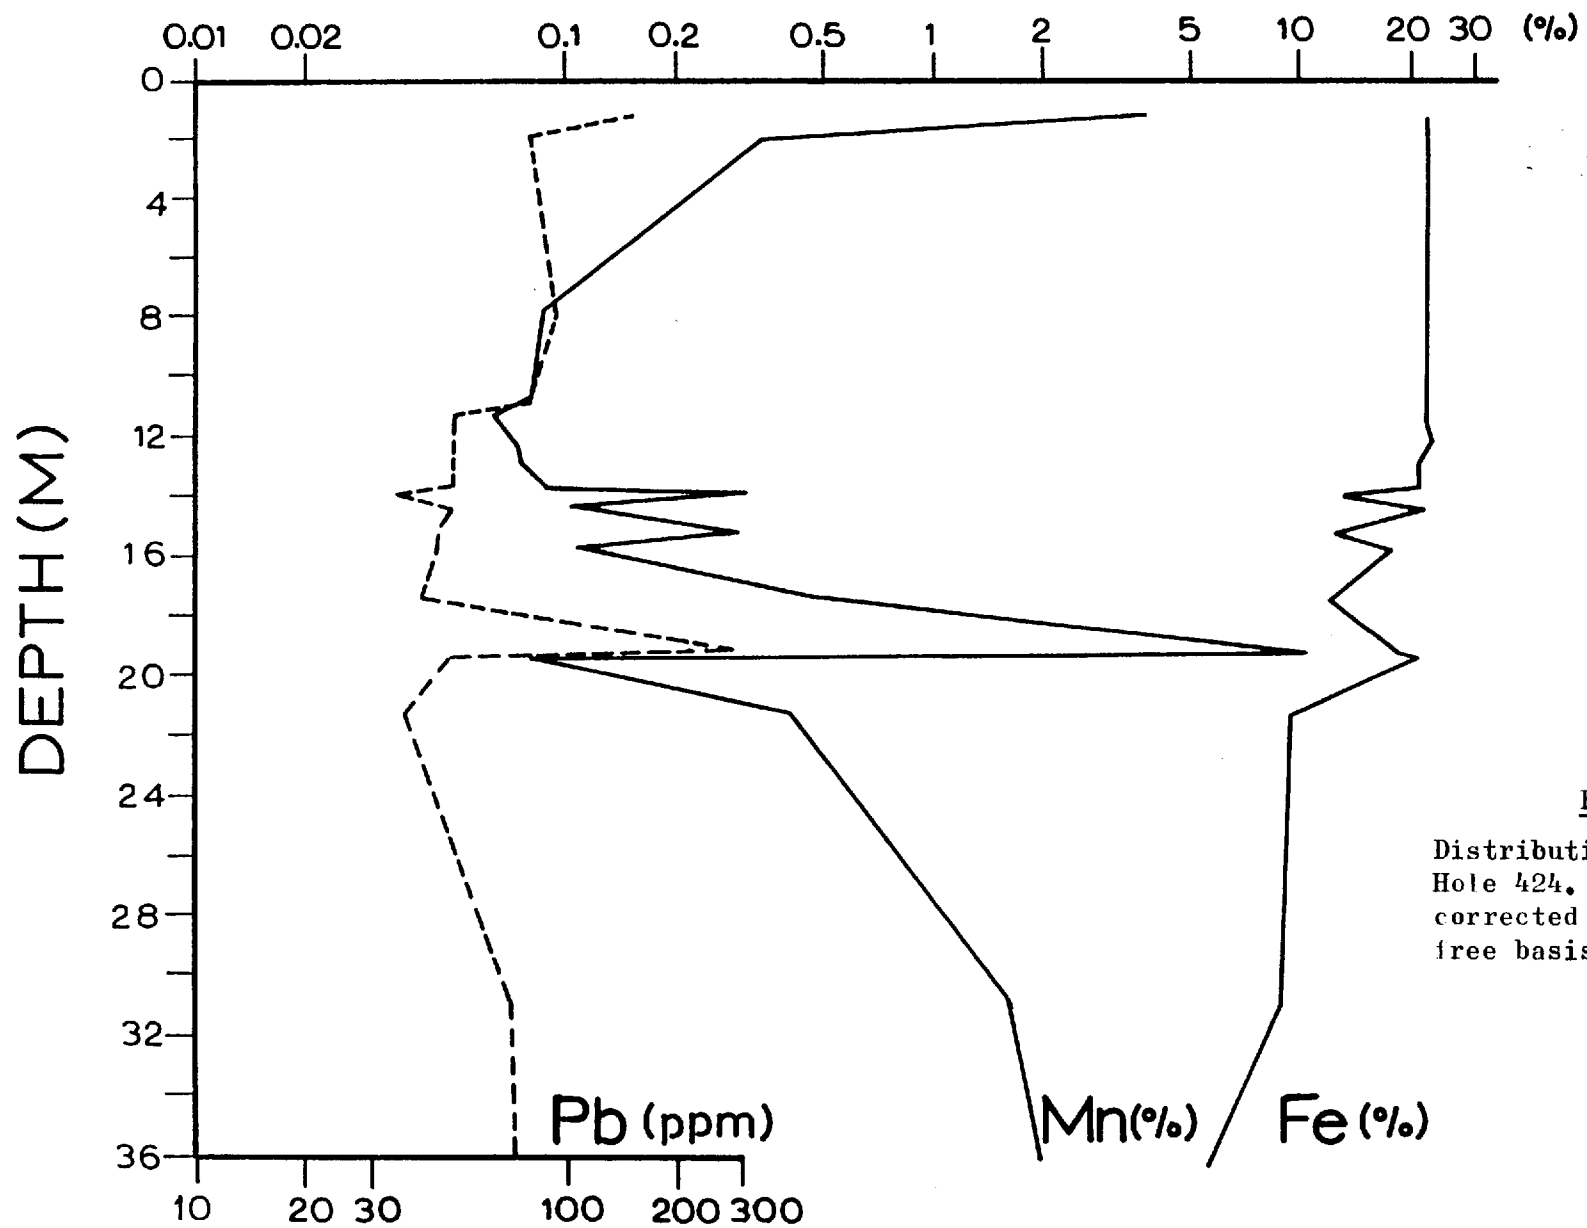 0.01 0.02 0.1 0.2 0.5 1 2 5 10 20 30 (%)
0
4
8
12
16
20
24
28
32
36
DEPTH (M)
Distributi
Hole 424.
corrected
free basis
Pb (ppm) Mn(%) Fe (%)
10 20 30 100 200 300